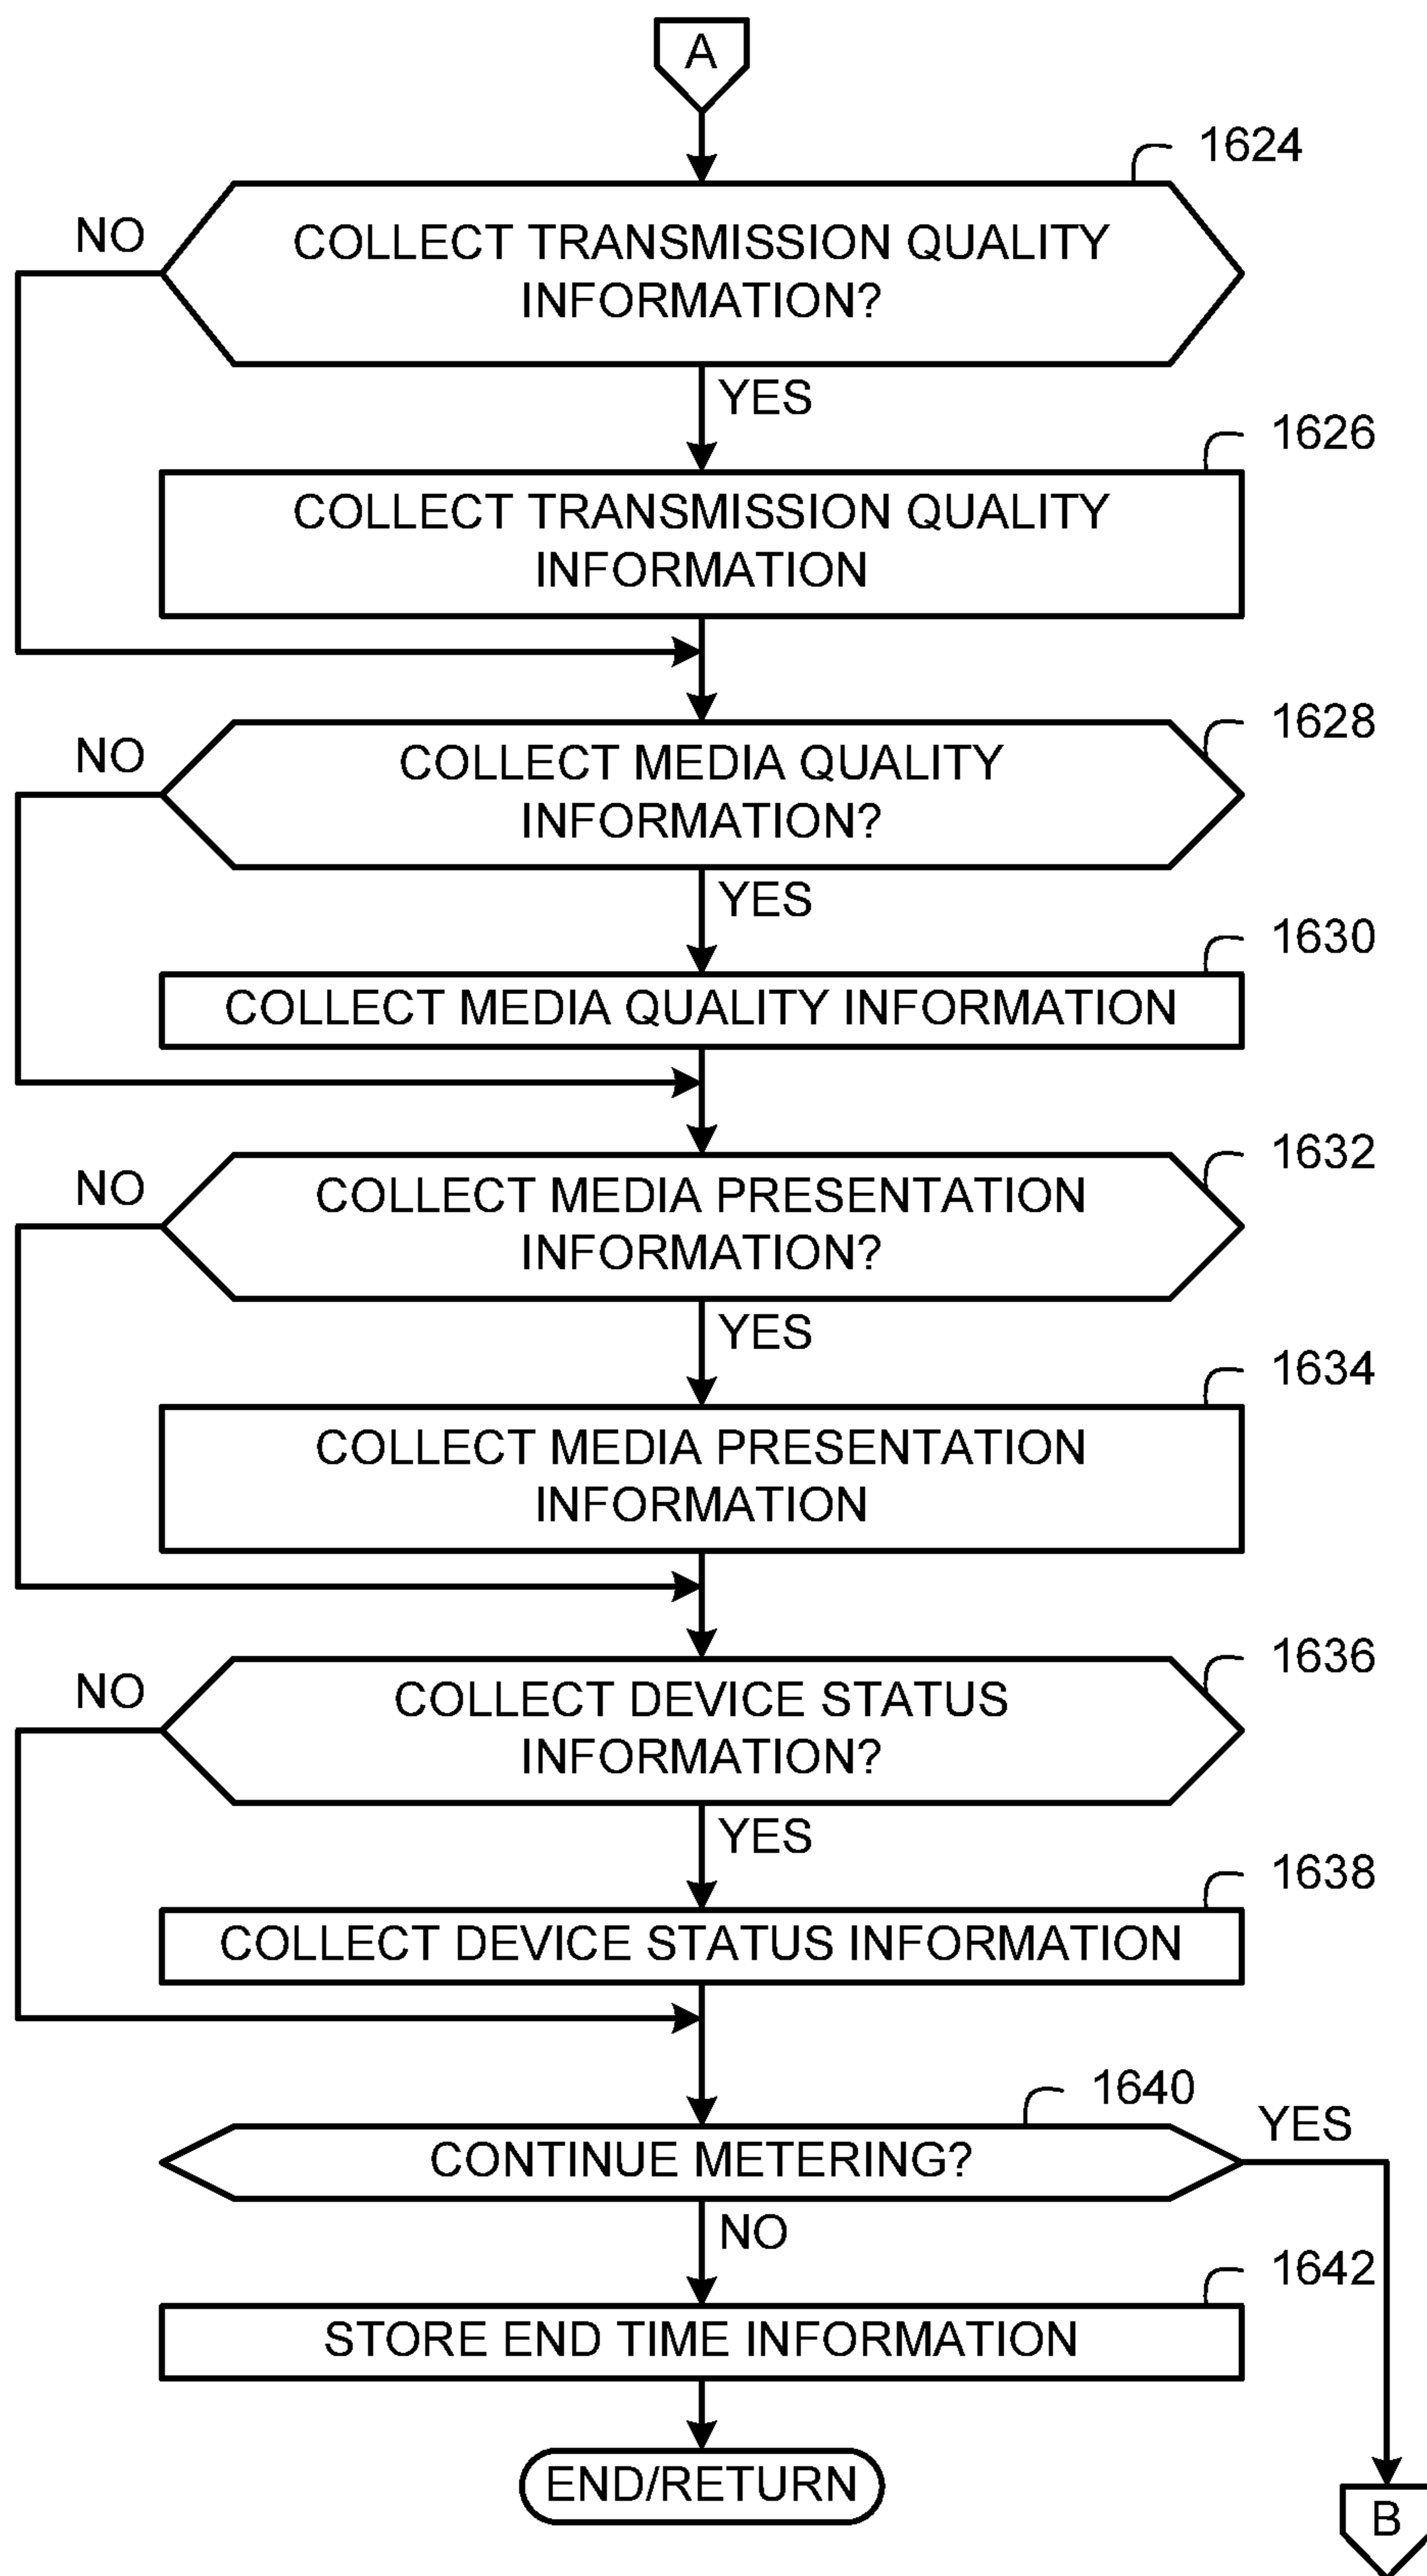 A
1624
NO
COLLECT TRANSMISSION QUALITY
INFORMATION?
YES
1626
COLLECT TRANSMISSION QUALITY
INFORMATION
1628
NO
COLLECT MEDIA QUALITY
INFORMATION?
YES
1630
COLLECT MEDIA QUALITY INFORMATION
1632
NO
COLLECT MEDIA PRESENTATION
INFORMATION?
YES
1634
COLLECT MEDIA PRESENTATION
INFORMATION
1636
NO
COLLECT DEVICE STATUS
INFORMATION?
YES
1638
COLLECT DEVICE STATUS INFORMATION
1640
YES
CONTINUE METERING?
NO
1642
STORE END TIME INFORMATION
END/RETURN
B